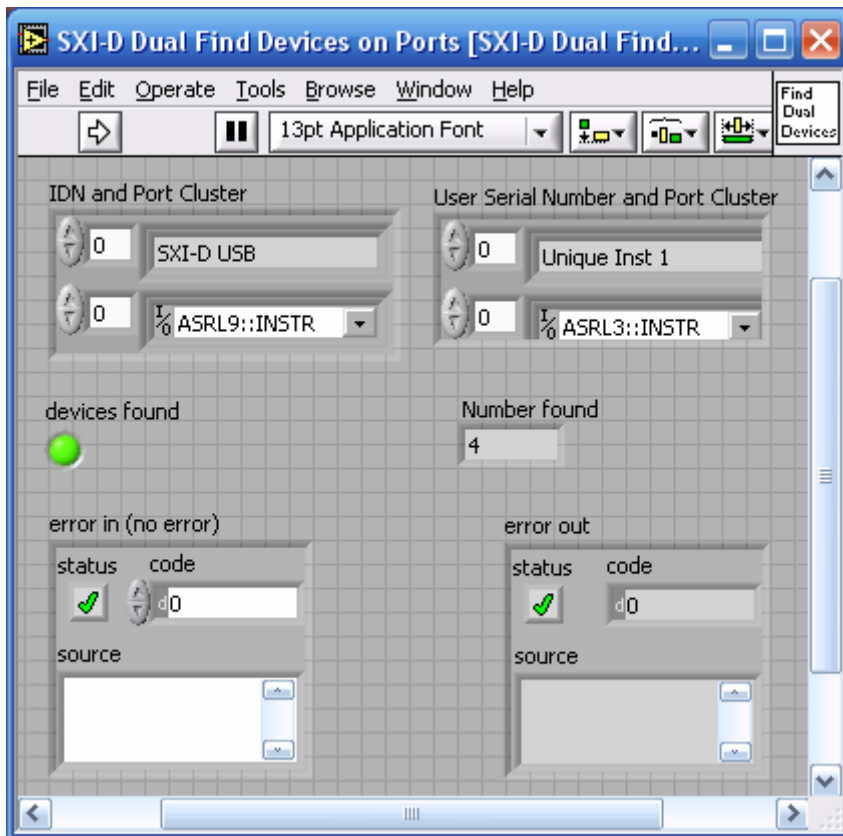 SXI-D Dual Find Devices on Ports [SXI-D Dual Find...
File Edit Operate Tools Browse Window Help
13pt Application Font
Find
Dual
Devices
IDN and Port Cluster
0
SXI-D USB
0
I/O ASRL9::INSTR
User Serial Number and Port Cluster
0
Unique Inst 1
0
I/O ASRL3::INSTR
devices found
Number found
4
error in (no error)
status code
d0
source
error out
status code
d0
source